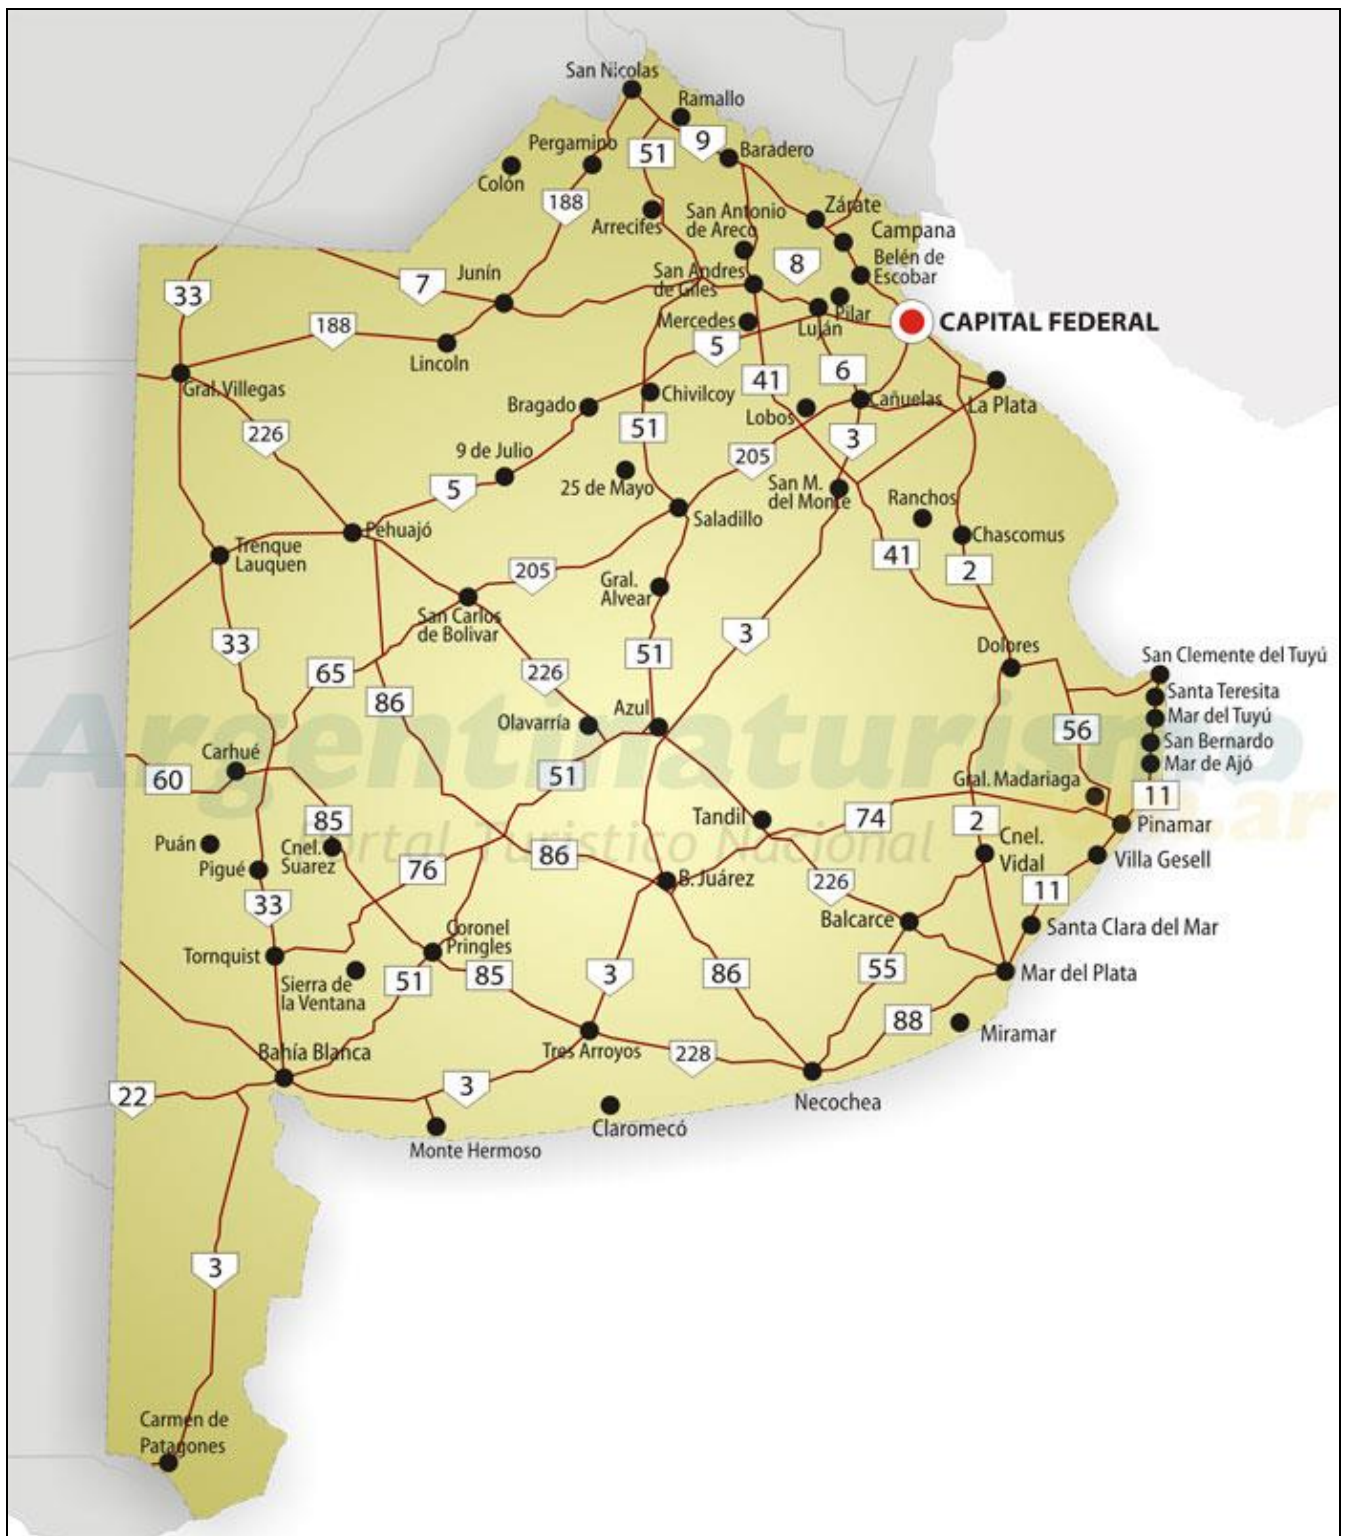 San Nicolas
Ramallo
9
Pergamino
51
Baradero
Colón
188
Arrecifes
San Antonio
de Areco
Zárate
Campana
Belén de
Escobar
8
33
7
Junín
San Andres
de Giles
Pilar
Luján
CAPITAL FEDERAL
188
Mercedes
5
Lincoln
41
6
Gral. Villegas
Chivilcoy
Bragado
Lobos
Cañuelas
La Plata
226
51
3
9 de Julio
205
5
25 de Mayo
San M.
del Monte
Ranchos
Saladillo
Pehuajó
Chascomus
Trenque
Lauquen
41
2
205
Gral.
Alvear
San Carlos
de Bolivar
33
3
51
Dolores
San Clemente del Tuyú
65
226
Santa Teresita
86
Olavarría
Azul
Mar del Tuyú
56
San Bernardo
Argentinaturismo
.com.ar
Portal Turistico Nacional
Carhué
Mar de Ajó
60
51
Gral. Madariaga
11
85
Tandil
74
2
Pinamar
Puán
Cnel.
Suarez
Cnel.
Vidal
86
Villa Gesell
Pigué
76
B. Juárez
226
11
33
Balcarce
Coronel
Pringles
Santa Clara del Mar
Tornquist
Sierra de
la Ventana
51
85
3
86
55
Mar del Plata
88
Miramar
Bahía Blanca
Tres Arroyos
228
22
3
Necochea
Claromecó
Monte Hermoso
3
Carmen de
Patagones